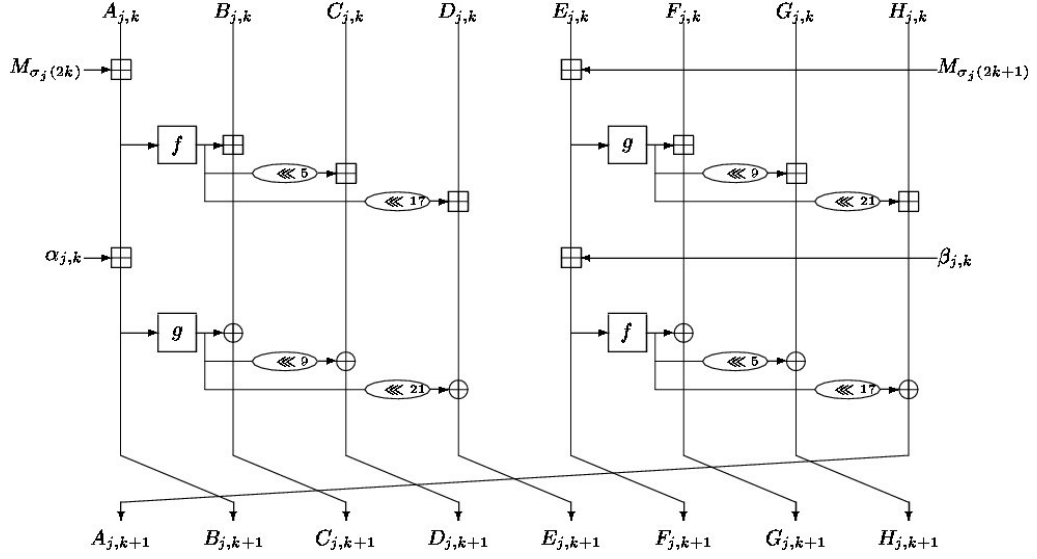 A_{j,k} B_{j,k} C_{j,k} D_{j,k} E_{j,k} F_{j,k} G_{j,k} H_{j,k}
M_{σ_j(2k)} M_{σ_j(2k+1)}
f g
⋘ 5 ⋘ 9
⋘ 17 ⋘ 21
α_{j,k} β_{j,k}
g f
⋘ 9 ⋘ 5
⋘ 21 ⋘ 17
A_{j,k+1} B_{j,k+1} C_{j,k+1} D_{j,k+1} E_{j,k+1} F_{j,k+1} G_{j,k+1} H_{j,k+1}